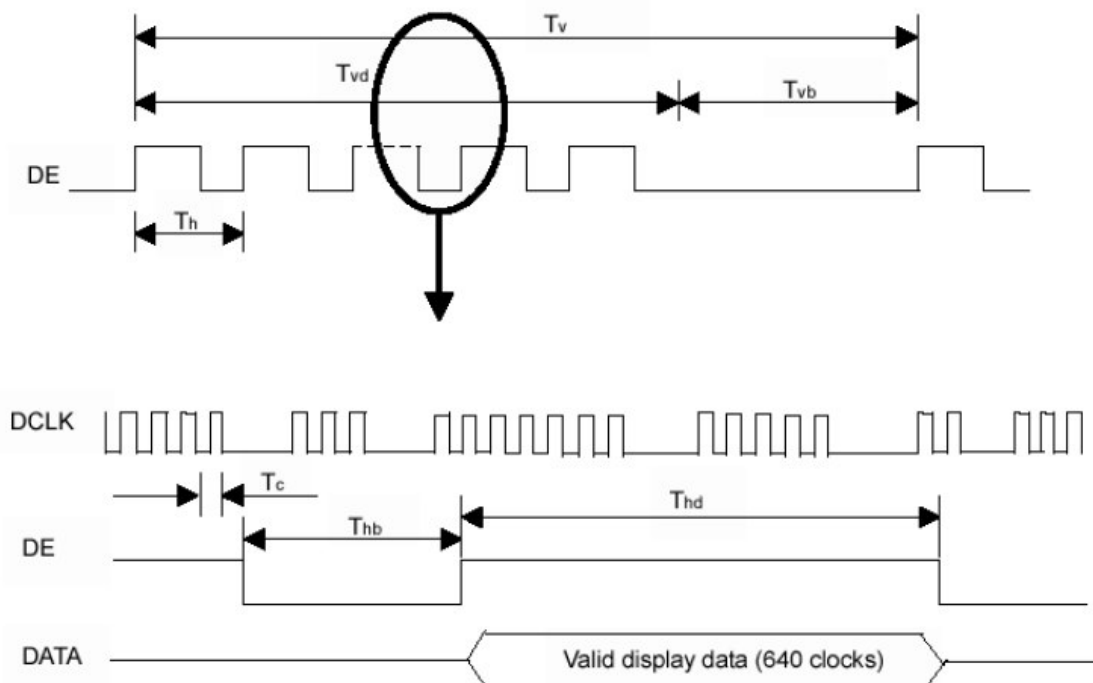 Tv
Tvd
Tvb
DE
Th
DCLK
Tc
Thd
Thb
DE
DATA
Valid display data (640 clocks)